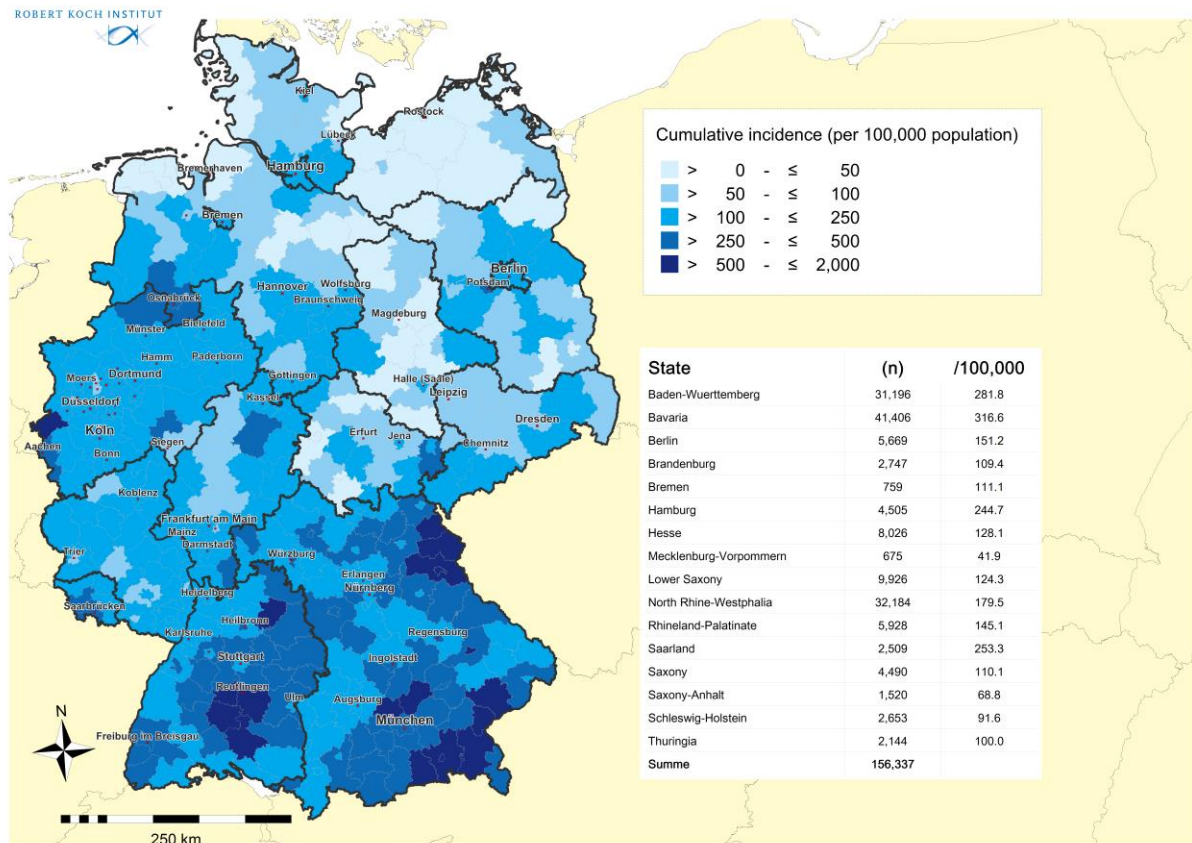 ROBERT KOCH INSTITUT
Kiel
Rostock
Lübeck
Bremerhaven
Hamburg
Bremen
Berlin
Potsdam
Hannover
Wolfsburg
Braunschweig
Osnabrück
Magdeburg
Münster
Bielefeld
Hamm
Paderborn
Moers
Dortmund
Göttingen
Halle (Saale)
Leipzig
Düsseldorf
Kassel
Dresden
Köln
Erfurt
Jena
Chemnitz
Aachen
Siegen
Bonn
Koblenz
Frankfurt am Main
Mainz
Darmstadt
Trier
Würzburg
Erlangen
Nürnberg
Saarbrücken
Heidelberg
Heilbronn
Karlsruhe
Regensburg
Stuttgart
Ingolstadt
Reutlingen
Ulm
Augsburg
München
Freiburg im Breisgau
N
250 km
Cumulative incidence (per 100,000 population)
> 0 - ≤ 50
> 50 - ≤ 100
> 100 - ≤ 250
> 250 - ≤ 500
> 500 - ≤ 2,000
State (n) /100,000
Baden-Wuerttemberg 31,196 281.8
Bavaria 41,406 316.6
Berlin 5,669 151.2
Brandenburg 2,747 109.4
Bremen 759 111.1
Hamburg 4,505 244.7
Hesse 8,026 128.1
Mecklenburg-Vorpommern 675 41.9
Lower Saxony 9,926 124.3
North Rhine-Westphalia 32,184 179.5
Rhineland-Palatinate 5,928 145.1
Saarland 2,509 253.3
Saxony 4,490 110.1
Saxony-Anhalt 1,520 68.8
Schleswig-Holstein 2,653 91.6
Thuringia 2,144 100.0
Summe 156,337